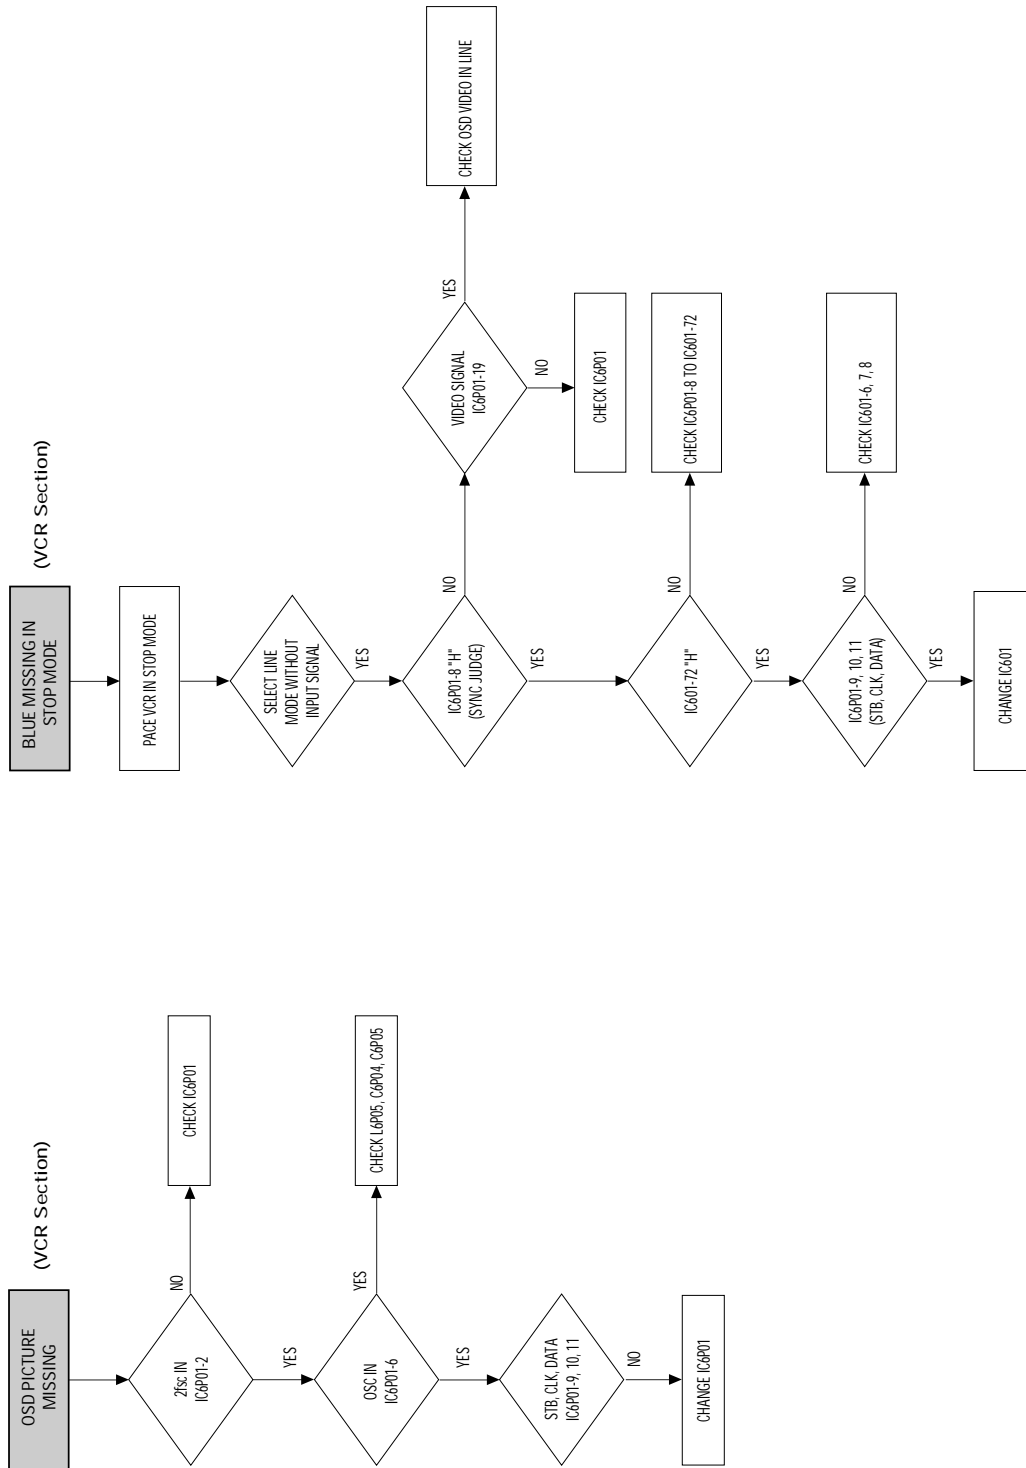 BLUE MISSING IN
STOP MODE
(VCR Section)
PACE VCR IN STOP MODE
SELECT LINE
MODE WITHOUT
INPUT SIGNAL
YES
IC6P01-8 "H"
(SYNC JUDGE)
NO
VIDEO SIGNAL
IC6P01-19
YES
CHECK OSD VIDEO IN LINE
NO
CHECK IC6P01
YES
IC601-72 "H"
NO
CHECK IC6P01-8 TO IC601-72
YES
IC6P01-9, 10, 11
(STB, CLK, DATA)
NO
CHECK IC601-6, 7, 8
YES
CHANGE IC601
OSD PICTURE
MISSING
(VCR Section)
2fsc IN
IC6P01-2
NO
CHECK IC6P01
YES
OSC IN
IC6P01-6
YES
CHECK L6P05, C6P04, C6P05
YES
STB, CLK, DATA
IC6P01-9, 10, 11
NO
CHANGE IC6P01